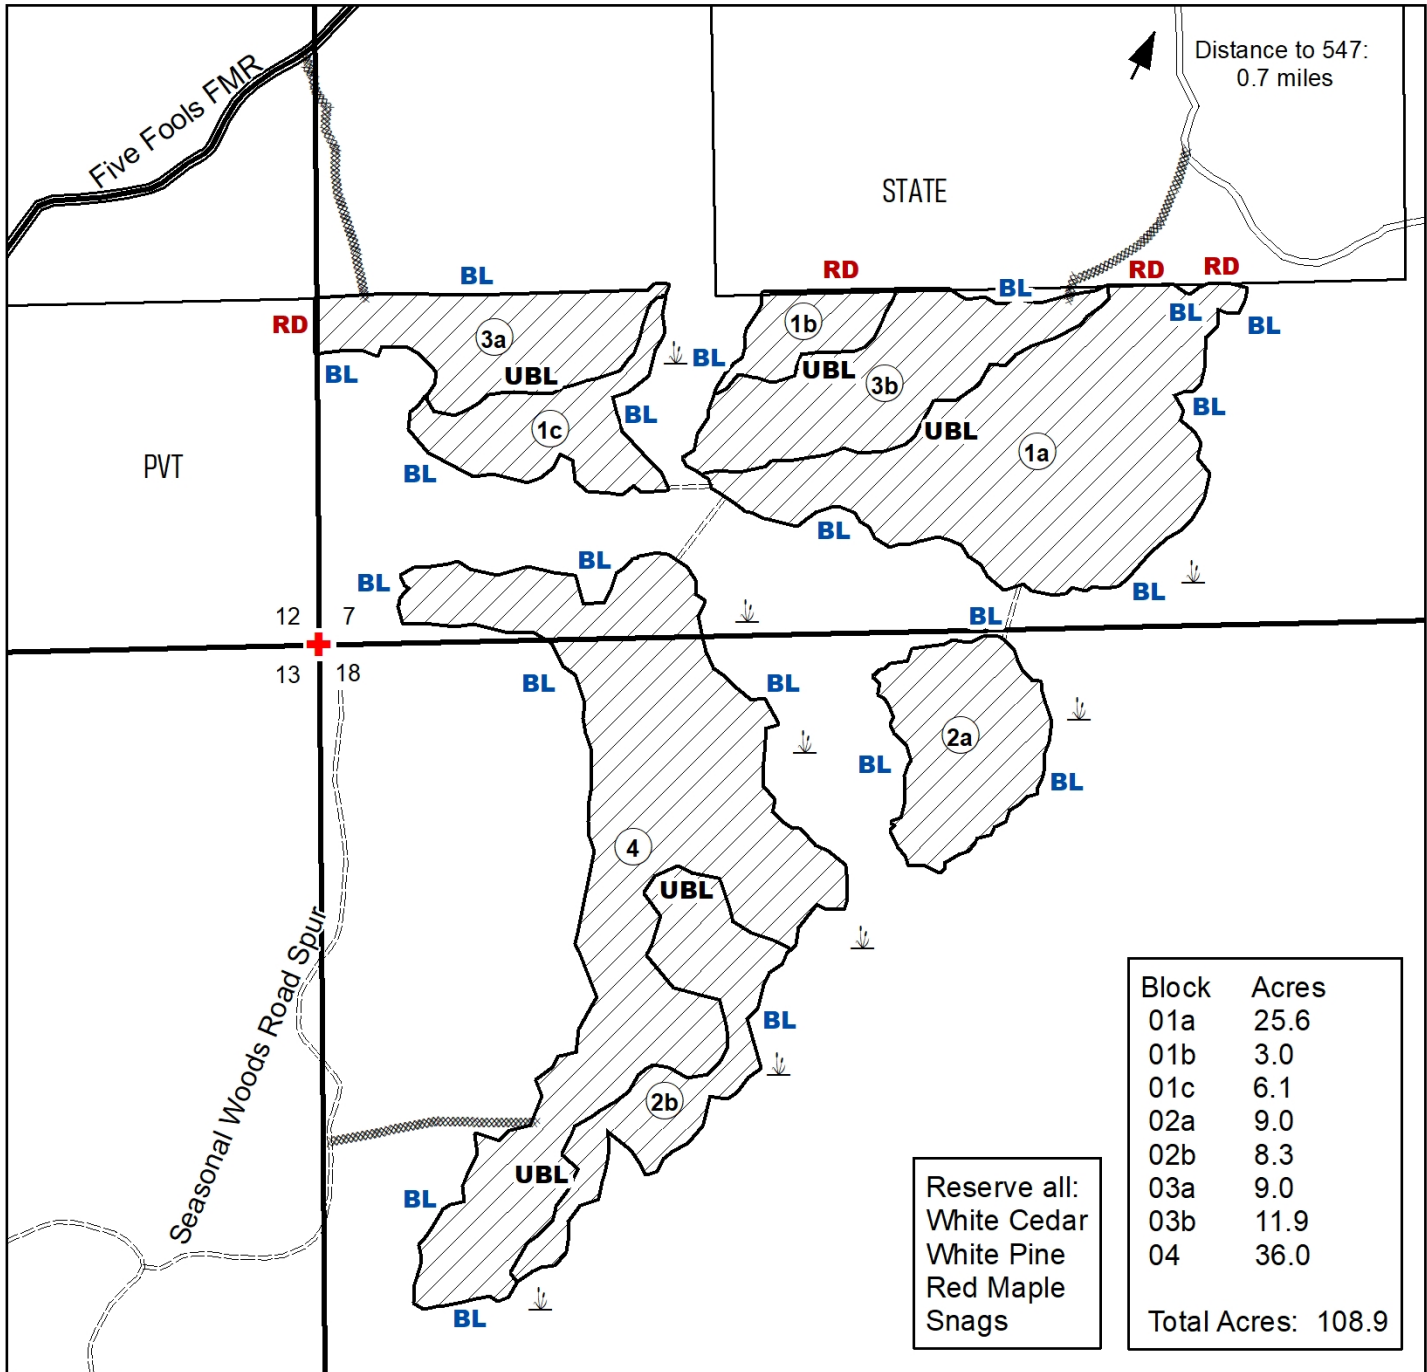 Distance to 547:
0.7 miles
Five Fools FMR
STATE
BL
RD
RD
RD
BL
RD
3a
1b
BL
BL
BL
BL
UBL
UBL
3b
BL
BL
BL
1c
UBL
1a
PVT
BL
BL
BL
BL
BL
12 7
BL
13 18
BL
BL
2a
BL
BL
4
UBL
Seasonal Woods Road Spur
BL
2b
UBL
BL
BL
Reserve all:
White Cedar
White Pine
Red Maple
Snags
Block Acres
01a 25.6
01b 3.0
01c 6.1
02a 9.0
02b 8.3
03a 9.0
03b 11.9
04 36.0
Total Acres: 108.9